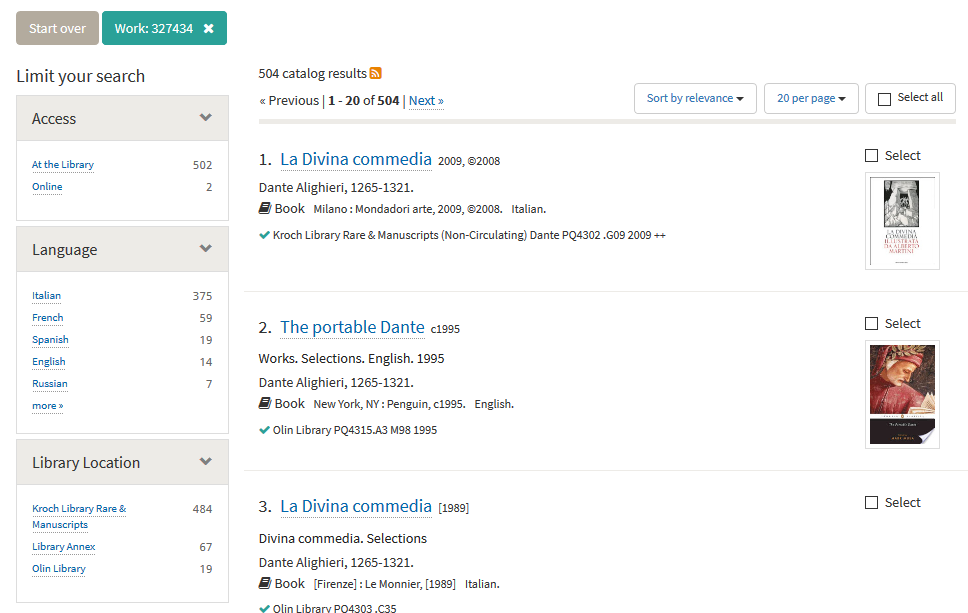 Start over
Work: 327434 ✖
Limit your search
Access
At the Library 502
Online 2
Language
Italian 375
French 59
Spanish 19
English 14
Russian 7
more »
Library Location
Kroch Library Rare & Manuscripts 484
Library Annex 67
Olin Library 19
504 catalog results
« Previous | 1 - 20 of 504 | Next »
Sort by relevance
20 per page
Select all
1. La Divina commedia 2009, ©2008
Select
Dante Alighieri, 1265-1321.
Book Milano : Mondadori arte, 2009, ©2008. Italian.
Kroch Library Rare & Manuscripts (Non-Circulating) Dante PQ4302 .G09 2009 ++
LA DIVINA
COMMEDIA
ILLUSTRATA
DA ALBERTO
MARTINI
2. The portable Dante c1995
Select
Works. Selections. English. 1995
Dante Alighieri, 1265-1321.
Book New York, NY : Penguin, c1995. English.
Olin Library PQ4315.A3 M98 1995
3. La Divina commedia [1989]
Select
Divina commedia. Selections
Dante Alighieri, 1265-1321.
Book [Firenze] : Le Monnier, [1989] Italian.
Olin Library PQ4303 .C35